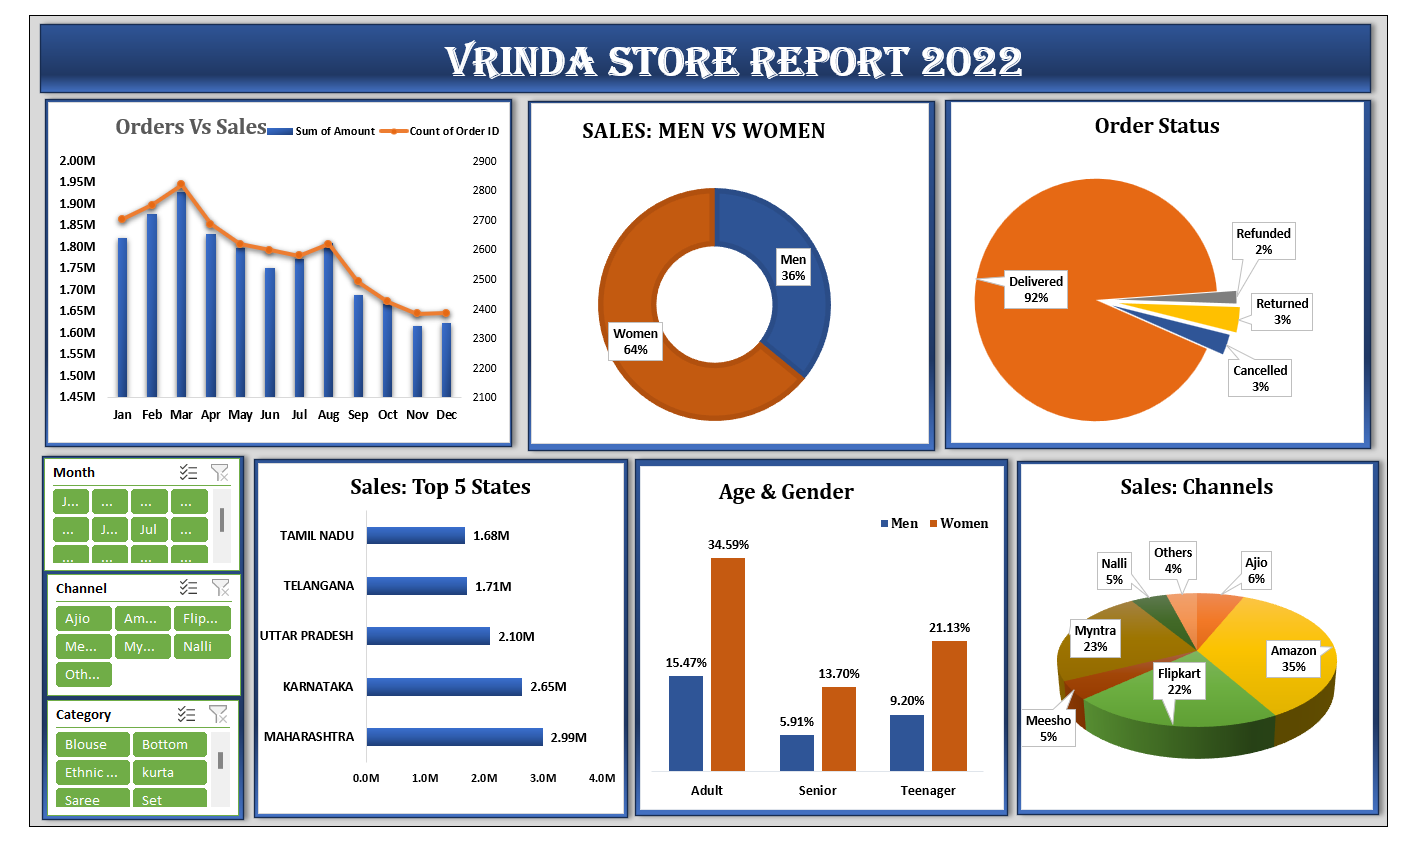 VRINDA STORE REPORT 2022
Orders Vs Sales
Sum of Amount
Count of Order ID
2.00M
1.95M
1.90M
1.85M
1.80M
1.75M
1.70M
1.65M
1.60M
1.55M
1.50M
1.45M
2900
2800
2700
2600
2500
2400
2300
2200
2100
Jan Feb Mar Apr May Jun Jul Aug Sep Oct Nov Dec
SALES: MEN VS WOMEN
Men
36%
Women
64%
Order Status
Refunded
2%
Delivered
92%
Returned
3%
Cancelled
3%
Month
J... ... ... ...
... J... Jul ...
... ... ... ...
Channel
Ajio Am... Flip...
Me... My... Nalli
Oth...
Category
Blouse Bottom
Ethnic ... kurta
Saree Set
Sales: Top 5 States
TAMIL NADU 1.68M
TELANGANA 1.71M
UTTAR PRADESH 2.10M
KARNATAKA 2.65M
MAHARASHTRA 2.99M
0.0M 1.0M 2.0M 3.0M 4.0M
Age & Gender
Men Women
34.59%
15.47%
5.91%
13.70%
9.20%
21.13%
Adult Senior Teenager
Sales: Channels
Others
4%
Nalli
5%
Ajio
6%
Myntra
23%
Amazon
35%
Flipkart
22%
Meesho
5%